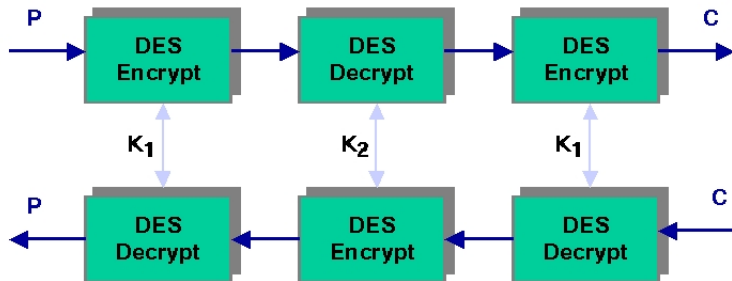 P
DES
Encrypt
DES
Decrypt
DES
Encrypt
C
K1
K2
K1
P
DES
Decrypt
DES
Encrypt
DES
Decrypt
C